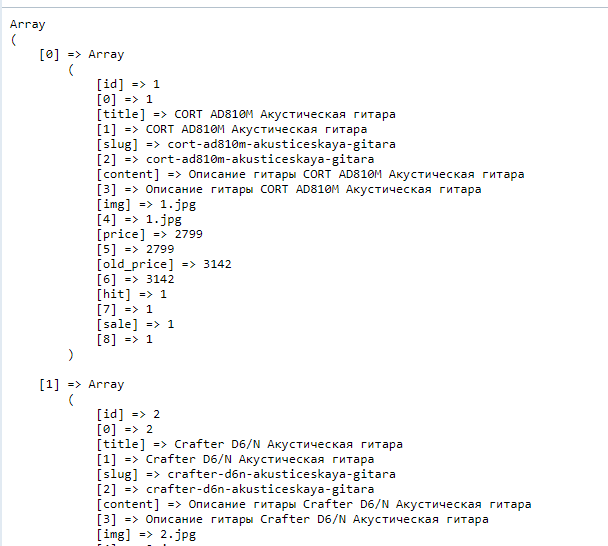 Array
(
[0] => Array
(
[id] => 1
[0] => 1
[title] => CORT AD810M Акустическая гитара
[1] => CORT AD810M Акустическая гитара
[slug] => cort-ad810m-akusticeskaya-gitara
[2] => cort-ad810m-akusticeskaya-gitara
[content] => Описание гитары CORT AD810M Акустическая гитара
[3] => Описание гитары CORT AD810M Акустическая гитара
[img] => 1.jpg
[4] => 1.jpg
[price] => 2799
[5] => 2799
[old_price] => 3142
[6] => 3142
[hit] => 1
[7] => 1
[sale] => 1
[8] => 1
)
[1] => Array
(
[id] => 2
[0] => 2
[title] => Crafter D6/N Акустическая гитара
[1] => Crafter D6/N Акустическая гитара
[slug] => crafter-d6n-akusticeskaya-gitara
[2] => crafter-d6n-akusticeskaya-gitara
[content] => Описание гитары Crafter D6/N Акустическая гитара
[3] => Описание гитары Crafter D6/N Акустическая гитара
[img] => 2.jpg